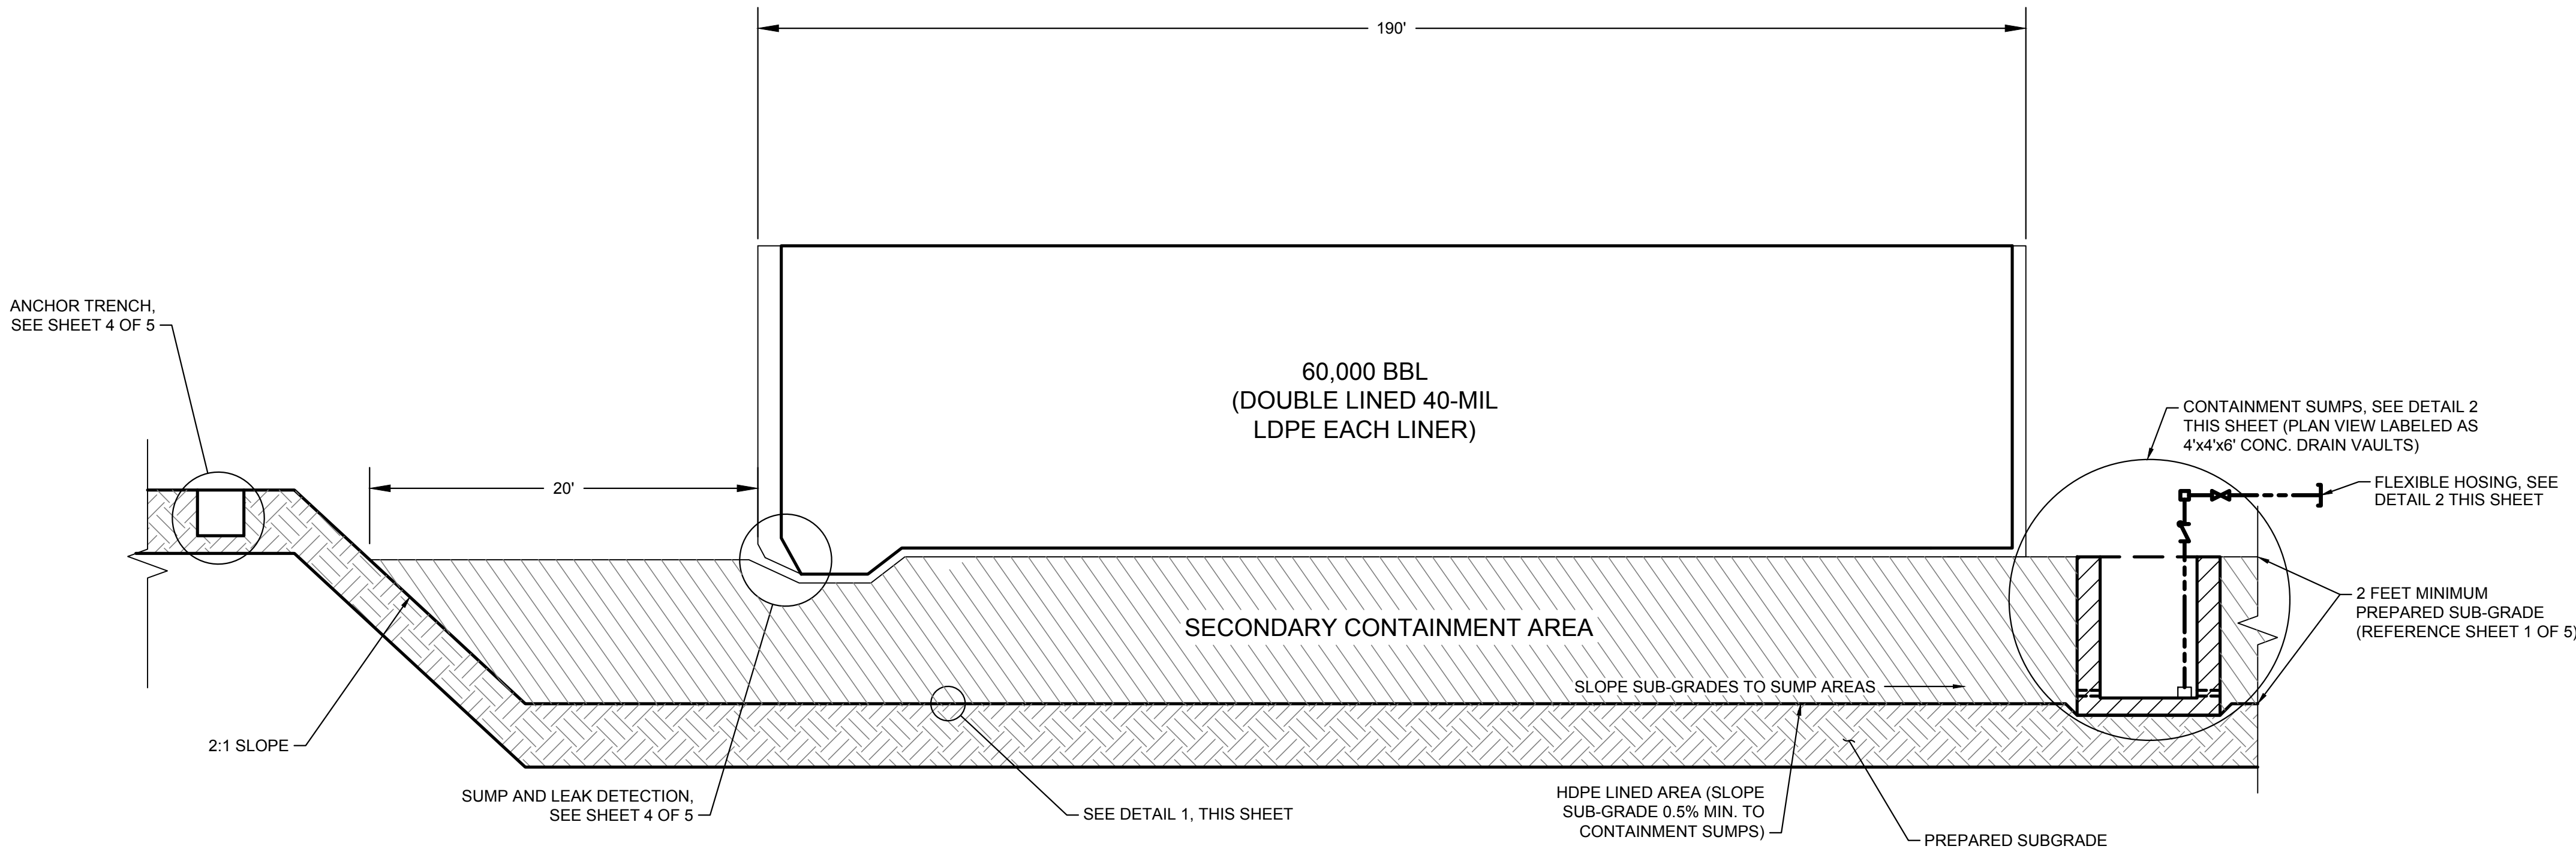 190'
ANCHOR TRENCH,
SEE SHEET 4 OF 5
60,000 BBL
(DOUBLE LINED 40-MIL
LDPE EACH LINER)
CONTAINMENT SUMPS, SEE DETAIL 2
THIS SHEET (PLAN VIEW LABELED AS
4'x4'x6' CONC. DRAIN VAULTS)
20'
FLEXIBLE HOSING, SEE
DETAIL 2 THIS SHEET
2 FEET MINIMUM
PREPARED SUB-GRADE
(REFERENCE SHEET 1 OF 5)
SECONDARY CONTAINMENT AREA
SLOPE SUB-GRADES TO SUMP AREAS
2:1 SLOPE
SUMP AND LEAK DETECTION,
SEE SHEET 4 OF 5
SEE DETAIL 1, THIS SHEET
HDPE LINED AREA (SLOPE
SUB-GRADE 0.5% MIN. TO
CONTAINMENT SUMPS)
PREPARED SUBGRADE